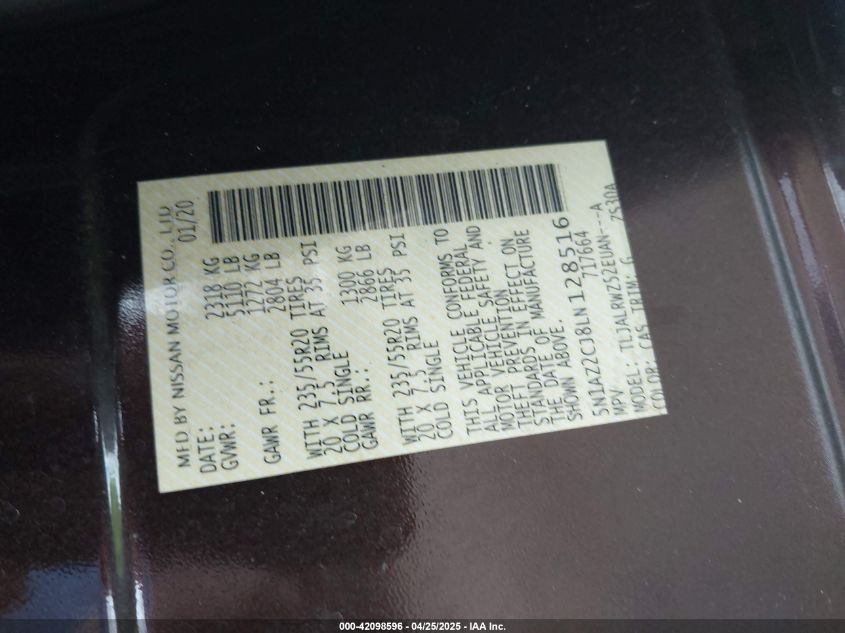 MFD BY NISSAN MOTOR CO., LTD
DATE: 01/20
GVWR: 2318 KG
5110 LB
GAWR FR.: 1272 KG
2804 LB
WITH 235/55R20 TIRES
20 X 7.5 RIMS AT 35 PSI
COLD SINGLE
GAWR RR.: 1300 KG
2866 LB
WITH 235/55R20 TIRES
20 X 7.5 RIMS AT 35 PSI
COLD SINGLE
THIS VEHICLE CONFORMS TO
ALL APPLICABLE FEDERAL
MOTOR VEHICLE SAFETY AND
THEFT PREVENTION
STANDARDS IN EFFECT ON
THE DATE OF MANUFACTURE
SHOWN ABOVE.
5N1AZ2CJ8LN128516
MPV 717664
MODEL: TLJALRWZ52EUAN---A
COLOR: CAS TRIM: G 7530A
000-42098596 - 04/25/2025 - IAA Inc.